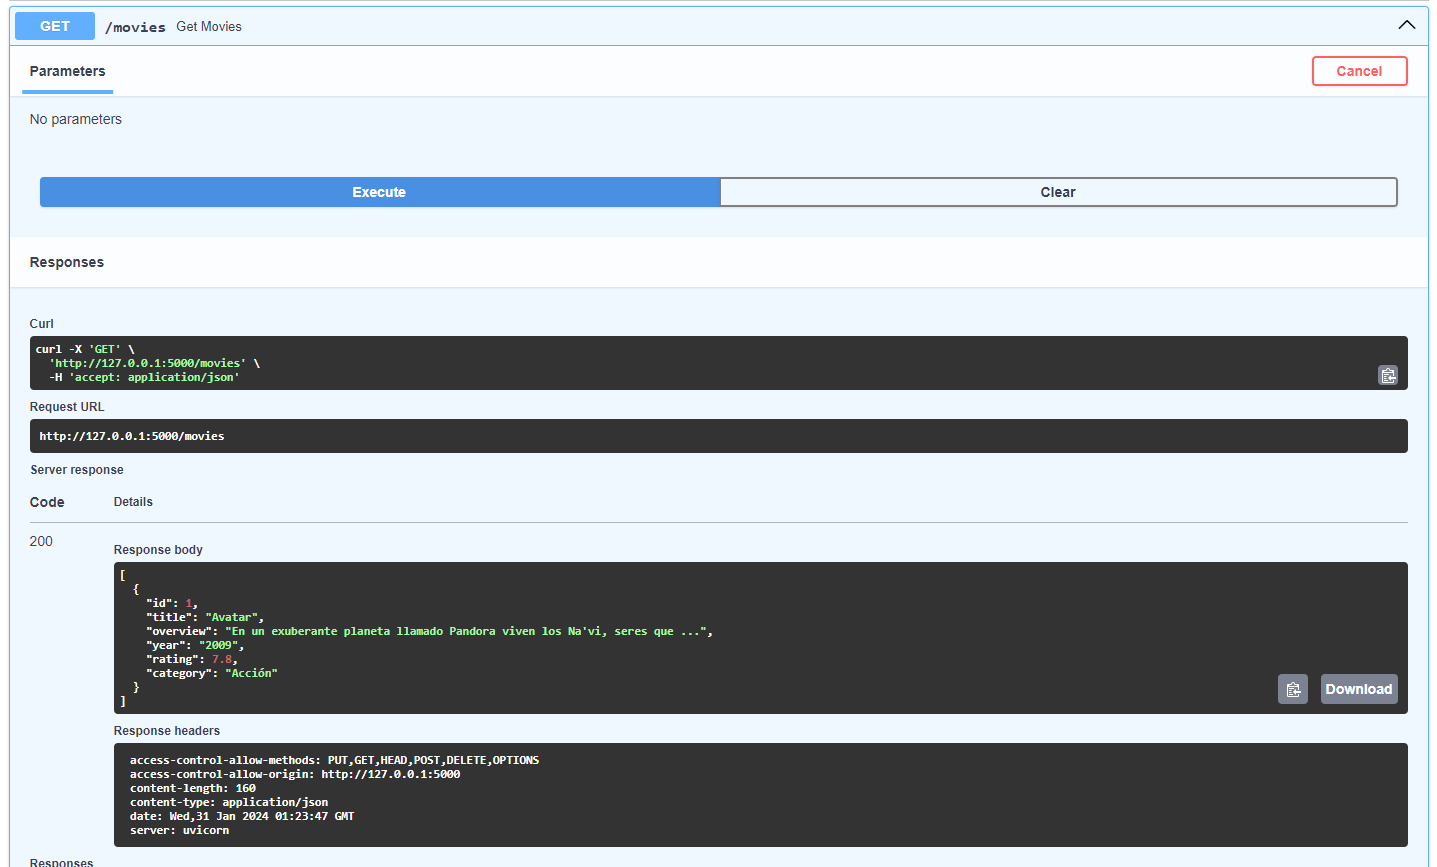 GET /movies Get Movies
Parameters
Cancel
No parameters
Execute
Clear
Responses
Curl
curl -X 'GET' \
  'http://127.0.0.1:5000/movies' \
  -H 'accept: application/json'
Request URL
http://127.0.0.1:5000/movies
Server response
Code Details
200
Response body
[
  {
    "id": 1,
    "title": "Avatar",
    "overview": "En un exuberante planeta llamado Pandora viven los Na'vi, seres que ...",
    "year": "2009",
    "rating": 7.8,
    "category": "Acción"
  }
]
Download
Response headers
access-control-allow-methods: PUT,GET,HEAD,POST,DELETE,OPTIONS
access-control-allow-origin: http://127.0.0.1:5000
content-length: 160
content-type: application/json
date: Wed,31 Jan 2024 01:23:47 GMT
server: uvicorn
Responses